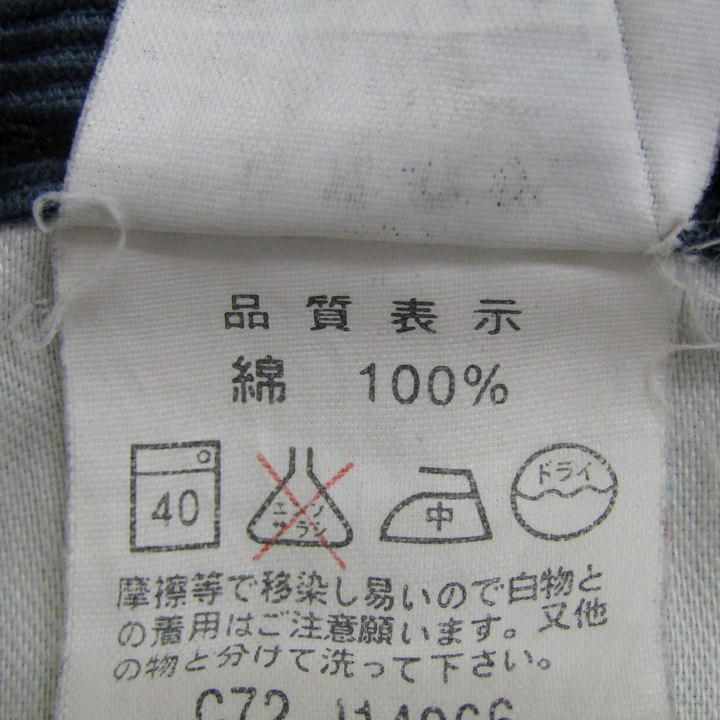 品質表示
綿 100%
40 エンソ サラシ 中 ドライ
摩擦等で移染し易いので白物と
の着用はご注意願います。又他
の物と分けて洗って下さい。
C72